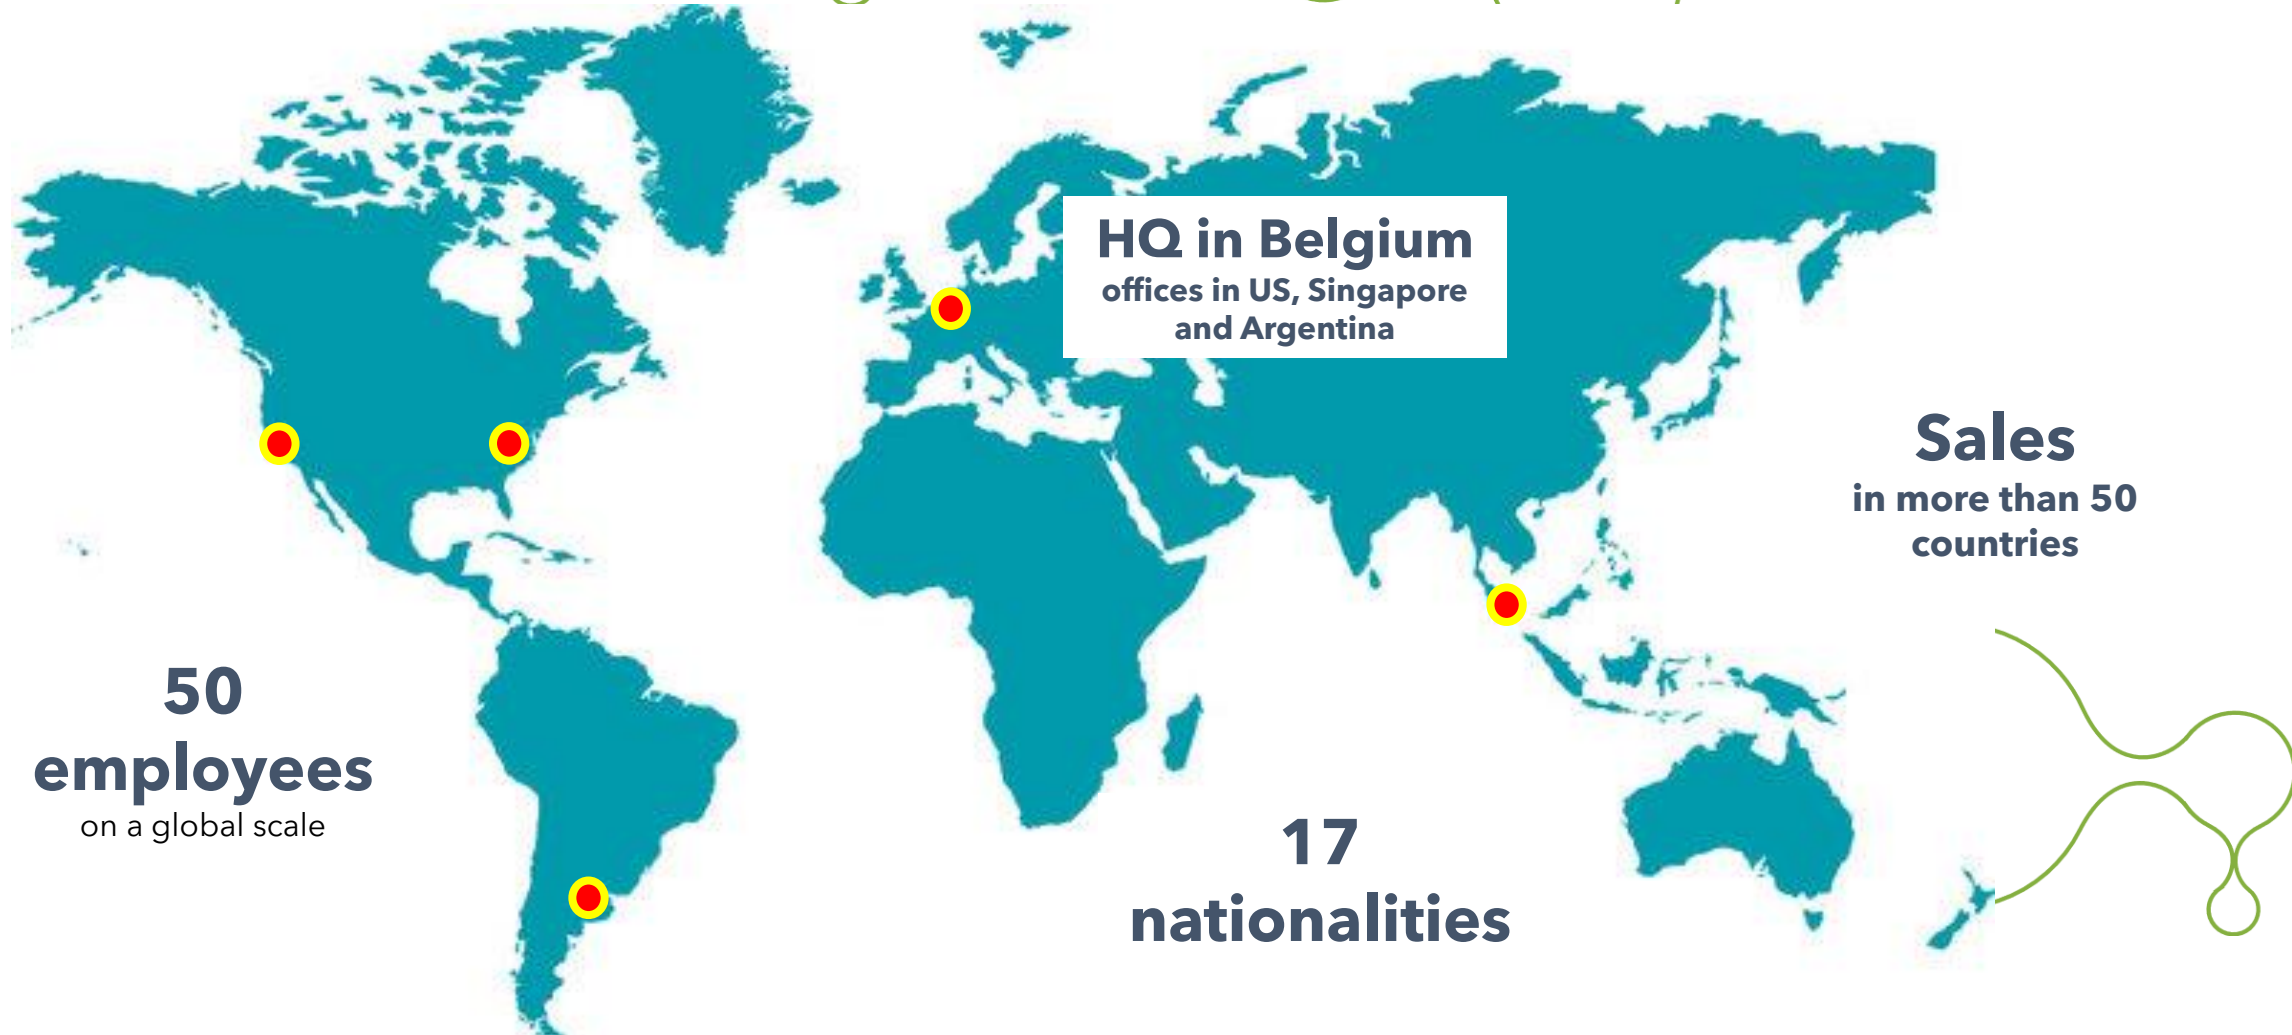 HQ in Belgium
offices in US, Singapore
and Argentina
Sales
in more than 50
countries
50
employees
on a global scale
17
nationalities